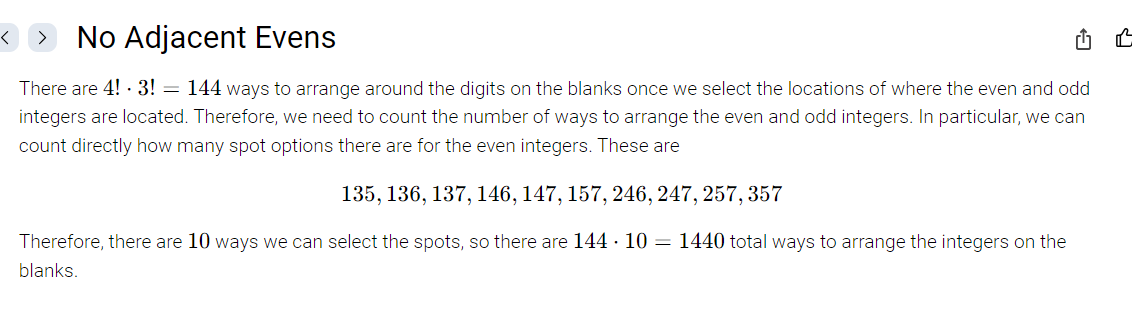 No Adjacent Evens
There are 4! · 3! = 144 ways to arrange around the digits on the blanks once we select the locations of where the even and odd
integers are located. Therefore, we need to count the number of ways to arrange the even and odd integers. In particular, we can
count directly how many spot options there are for the even integers. These are
135, 136, 137, 146, 147, 157, 246, 247, 257, 357
Therefore, there are 10 ways we can select the spots, so there are 144 · 10 = 1440 total ways to arrange the integers on the
blanks.